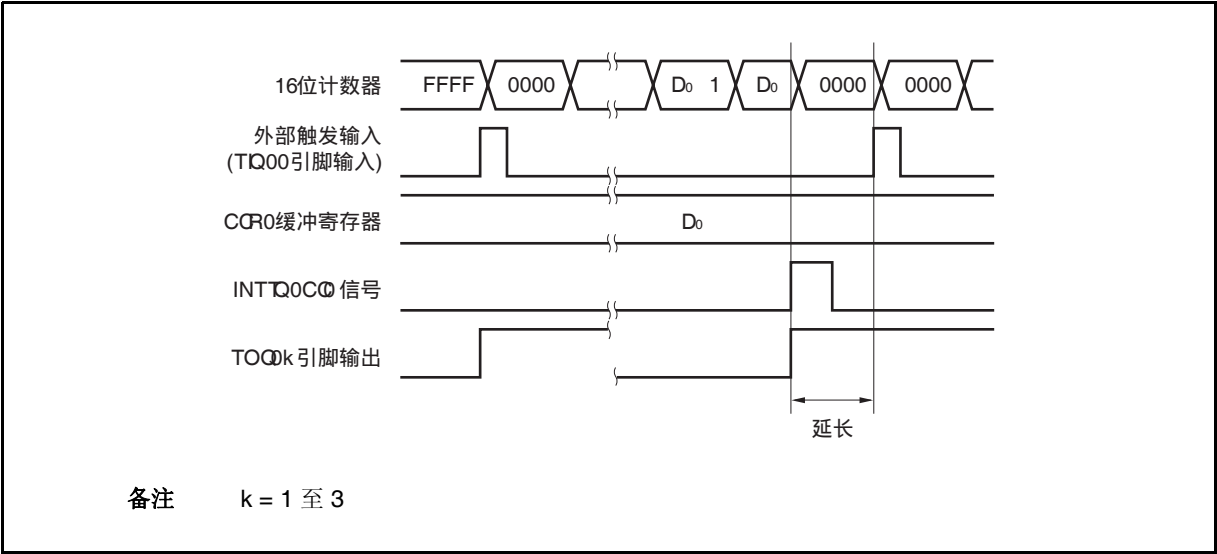 16位计数器 FFFF 0000 D0 1 D0 0000 0000
外部触发输入
(TIQ00引脚输入)
CCR0缓冲寄存器 D0
INTTQ0CC0 信号
TOQ0k 引脚输出
延长
备注 k = 1 至 3